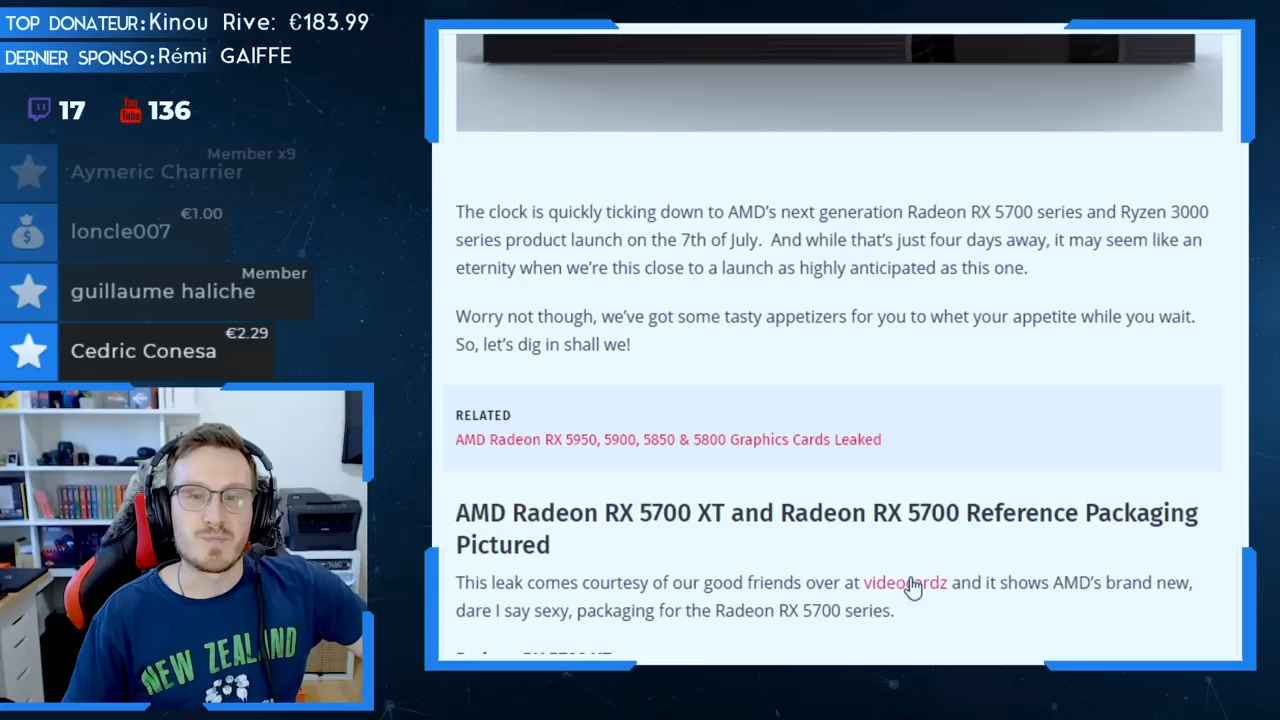 TOP DONATEUR: Kinou Rive: €183.99
DERNIER SPONSO: Rémi GAIFFE
17
You Tube 136
Member x9
Aymeric Charrier
€1.00
loncle007
Member
guillaume haliche
€2.29
Cedric Conesa
NEW ZEALAND
The clock is quickly ticking down to AMD's next generation Radeon RX 5700 series and Ryzen 3000
series product launch on the 7th of July. And while that's just four days away, it may seem like an
eternity when we're this close to a launch as highly anticipated as this one.
Worry not though, we've got some tasty appetizers for you to whet your appetite while you wait.
So, let's dig in shall we!
RELATED
AMD Radeon RX 5950, 5900, 5850 & 5800 Graphics Cards Leaked
AMD Radeon RX 5700 XT and Radeon RX 5700 Reference Packaging
Pictured
This leak comes courtesy of our good friends over at videocardz and it shows AMD's brand new,
dare I say sexy, packaging for the Radeon RX 5700 series.